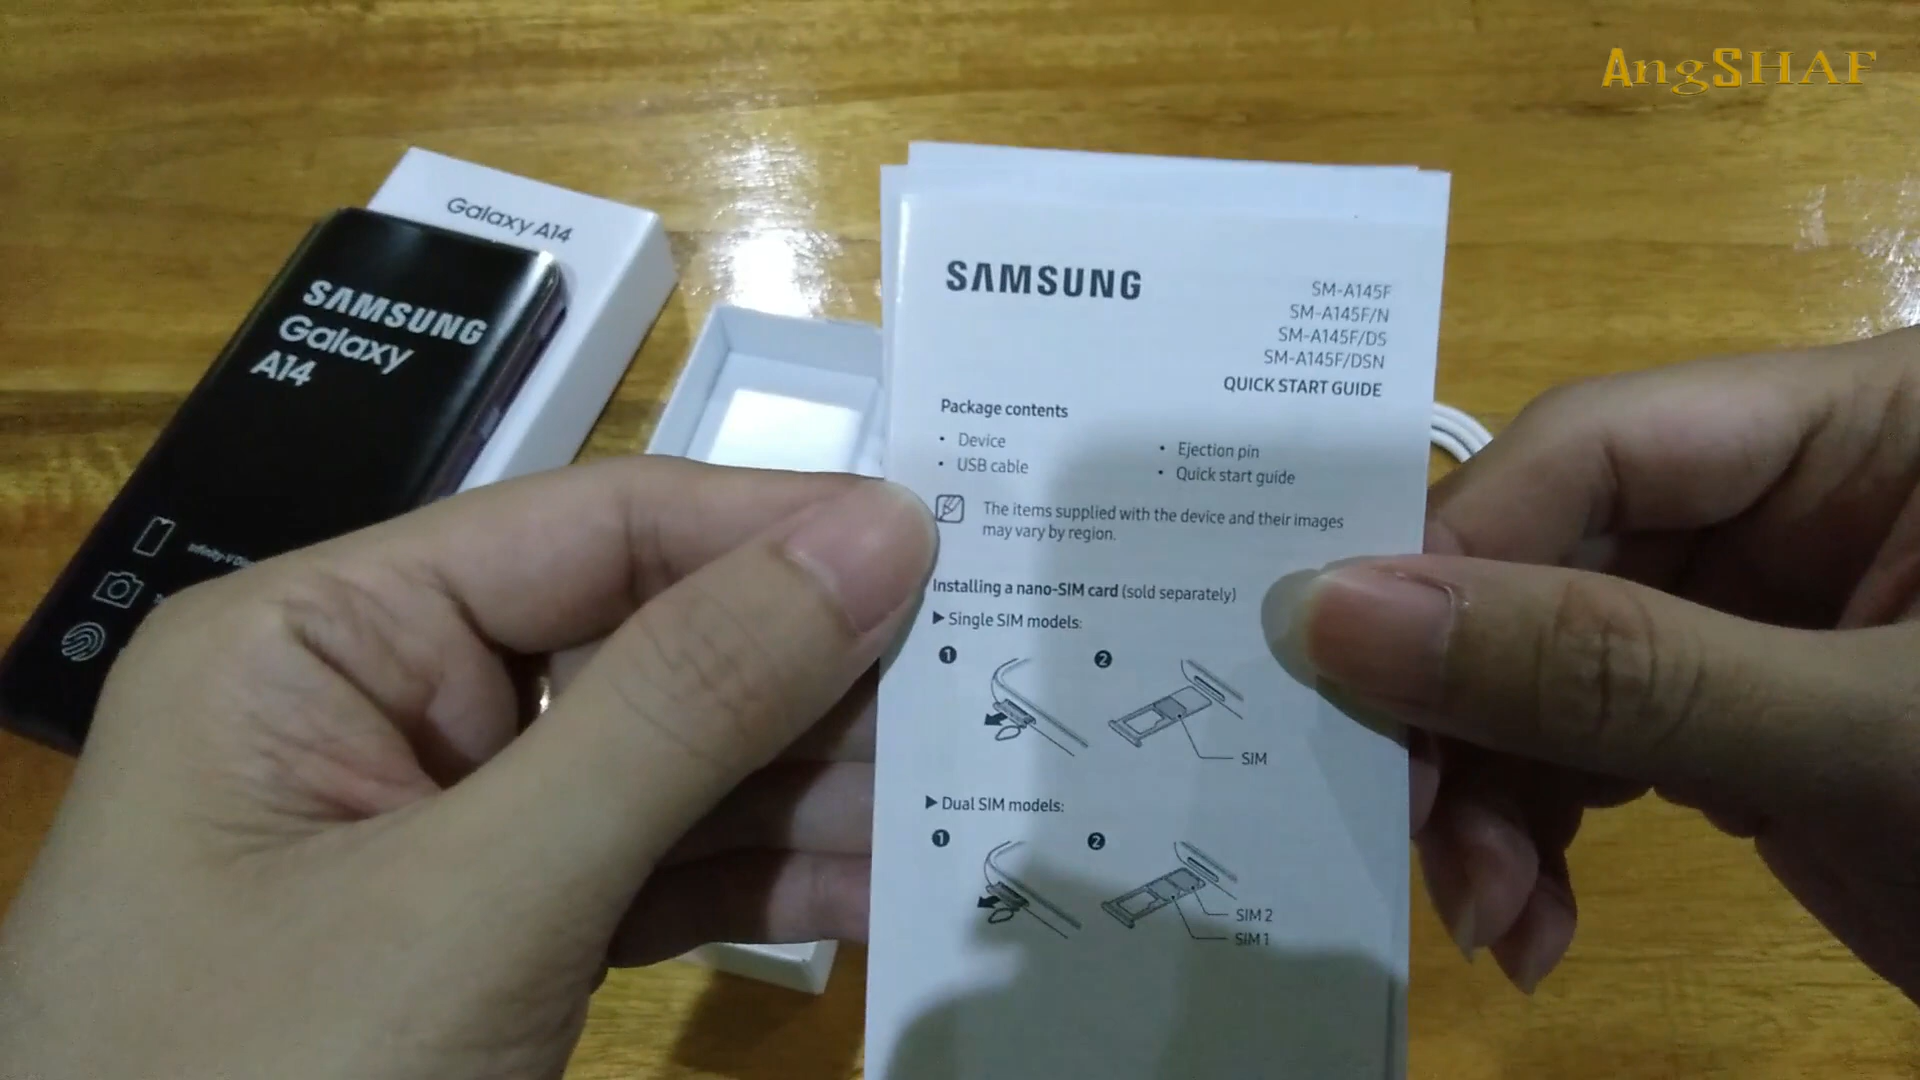 AngSHAF
Galaxy A14
SAMSUNG
Galaxy
A14
Infinity-V
SAMSUNG
SM-A145F
SM-A145F/N
SM-A145F/DS
SM-A145F/DSN
QUICK START GUIDE
Package contents
• Device
• USB cable
• Ejection pin
• Quick start guide
The items supplied with the device and their images
may vary by region.
Installing a nano-SIM card (sold separately)
▶ Single SIM models:
1
2
SIM
▶ Dual SIM models:
1
2
SIM 2
SIM 1